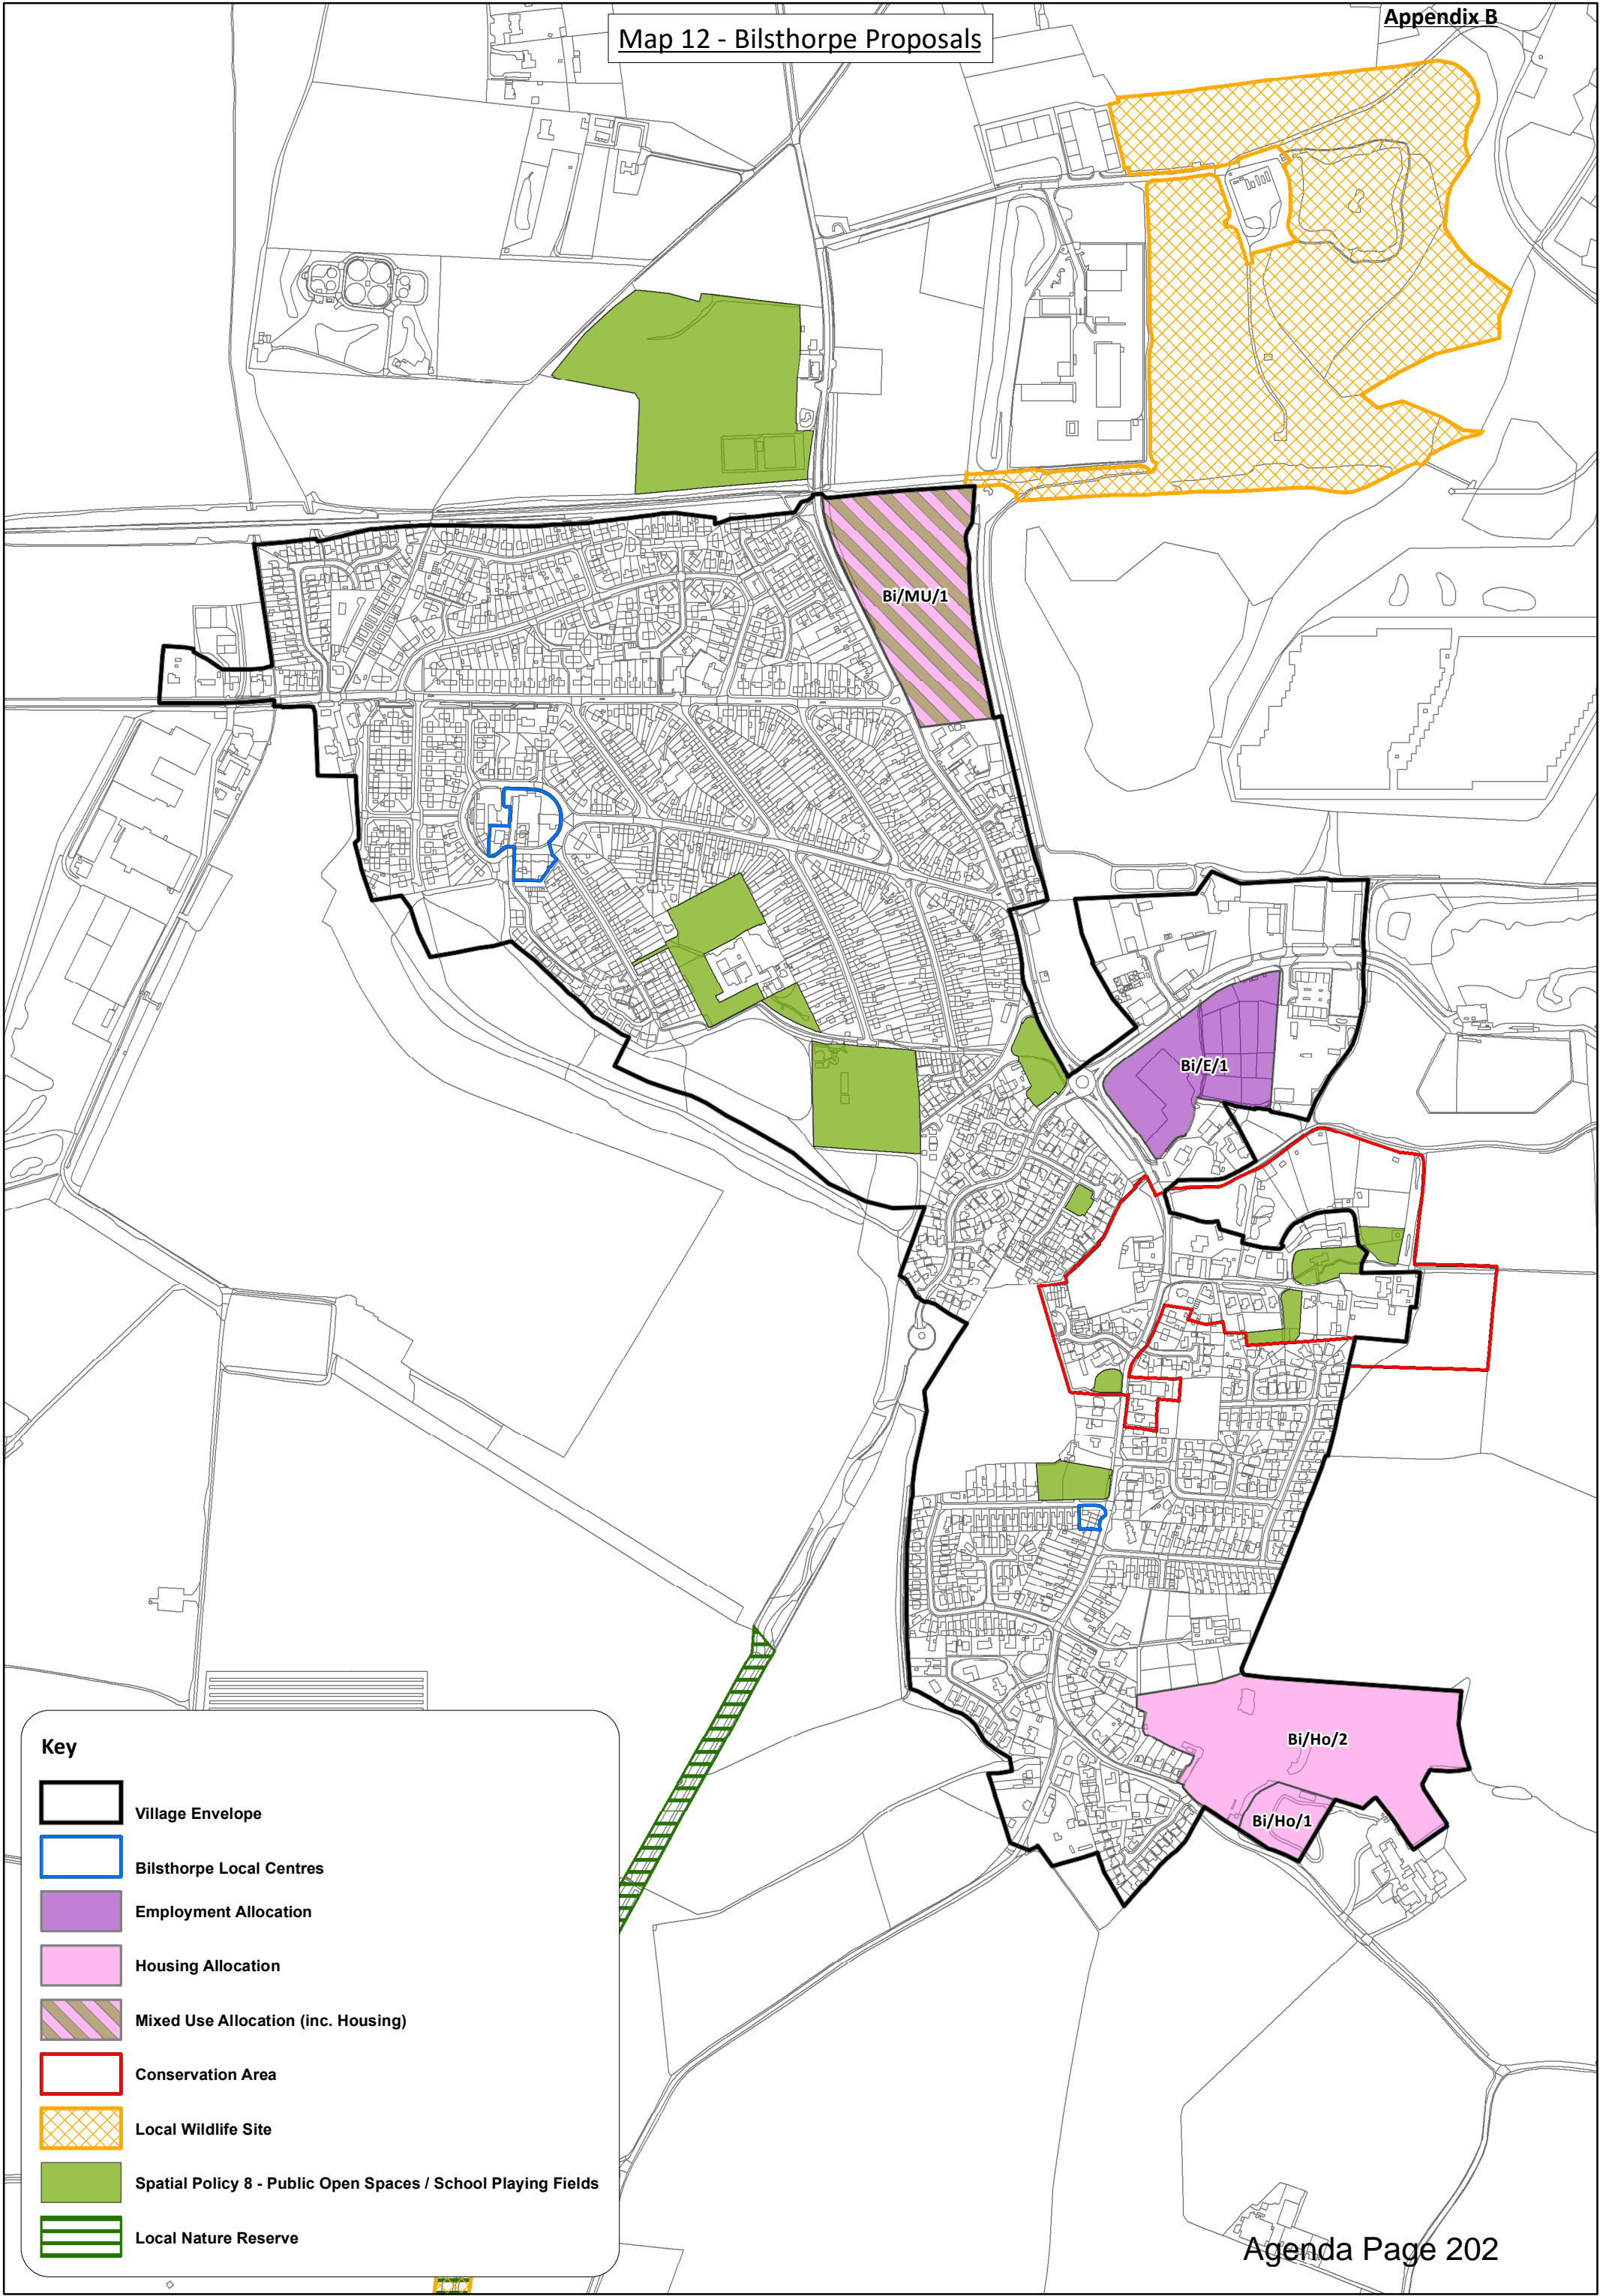 Appendix B
Map 12 - Bilsthorpe Proposals
Bi/MU/1
Bi/E/1
Bi/Ho/2
Bi/Ho/1
Key
Village Envelope
Bilsthorpe Local Centres
Employment Allocation
Housing Allocation
Mixed Use Allocation (inc. Housing)
Conservation Area
Local Wildlife Site
Spatial Policy 8 - Public Open Spaces / School Playing Fields
Local Nature Reserve
Agenda Page 202